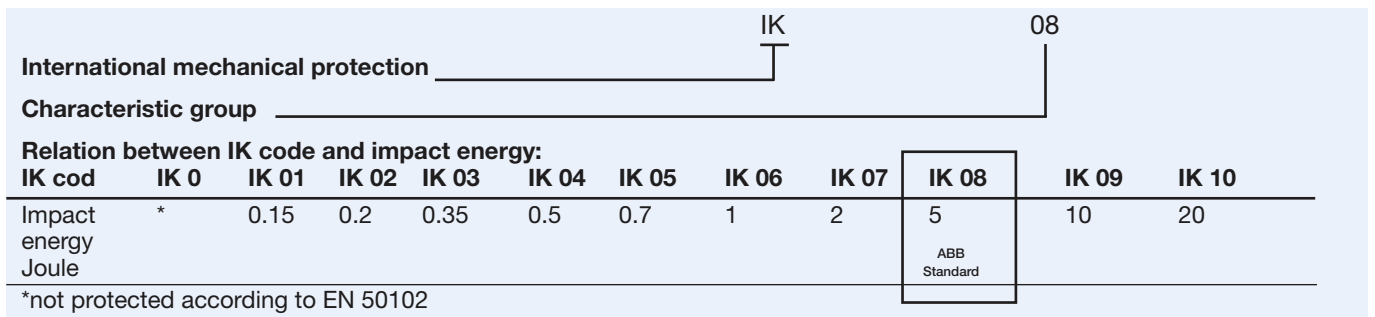 IK 08
International mechanical protection
Characteristic group
Relation between IK code and impact energy:
IK cod IK 0 IK 01 IK 02 IK 03 IK 04 IK 05 IK 06 IK 07 IK 08 IK 09 IK 10
Impact * 0.15 0.2 0.35 0.5 0.7 1 2 5 10 20
energy
ABB
Joule
Standard
*not protected according to EN 50102